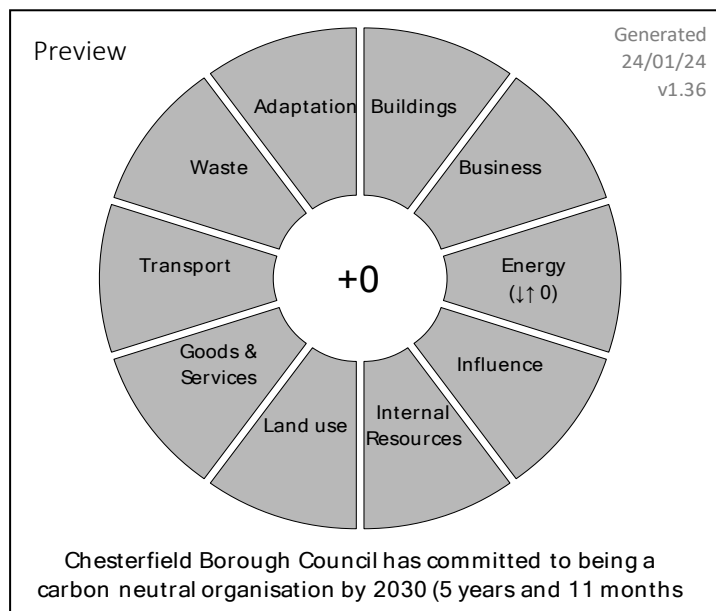 Preview
Generated
24/01/24
v1.36
Adaptation
Buildings
Waste
Business
Transport
+0
Energy
(↓↑ 0)
Goods &
Services
Influence
Land use
Internal
Resources
Chesterfield Borough Council has committed to being a
carbon neutral organisation by 2030 (5 years and 11 months